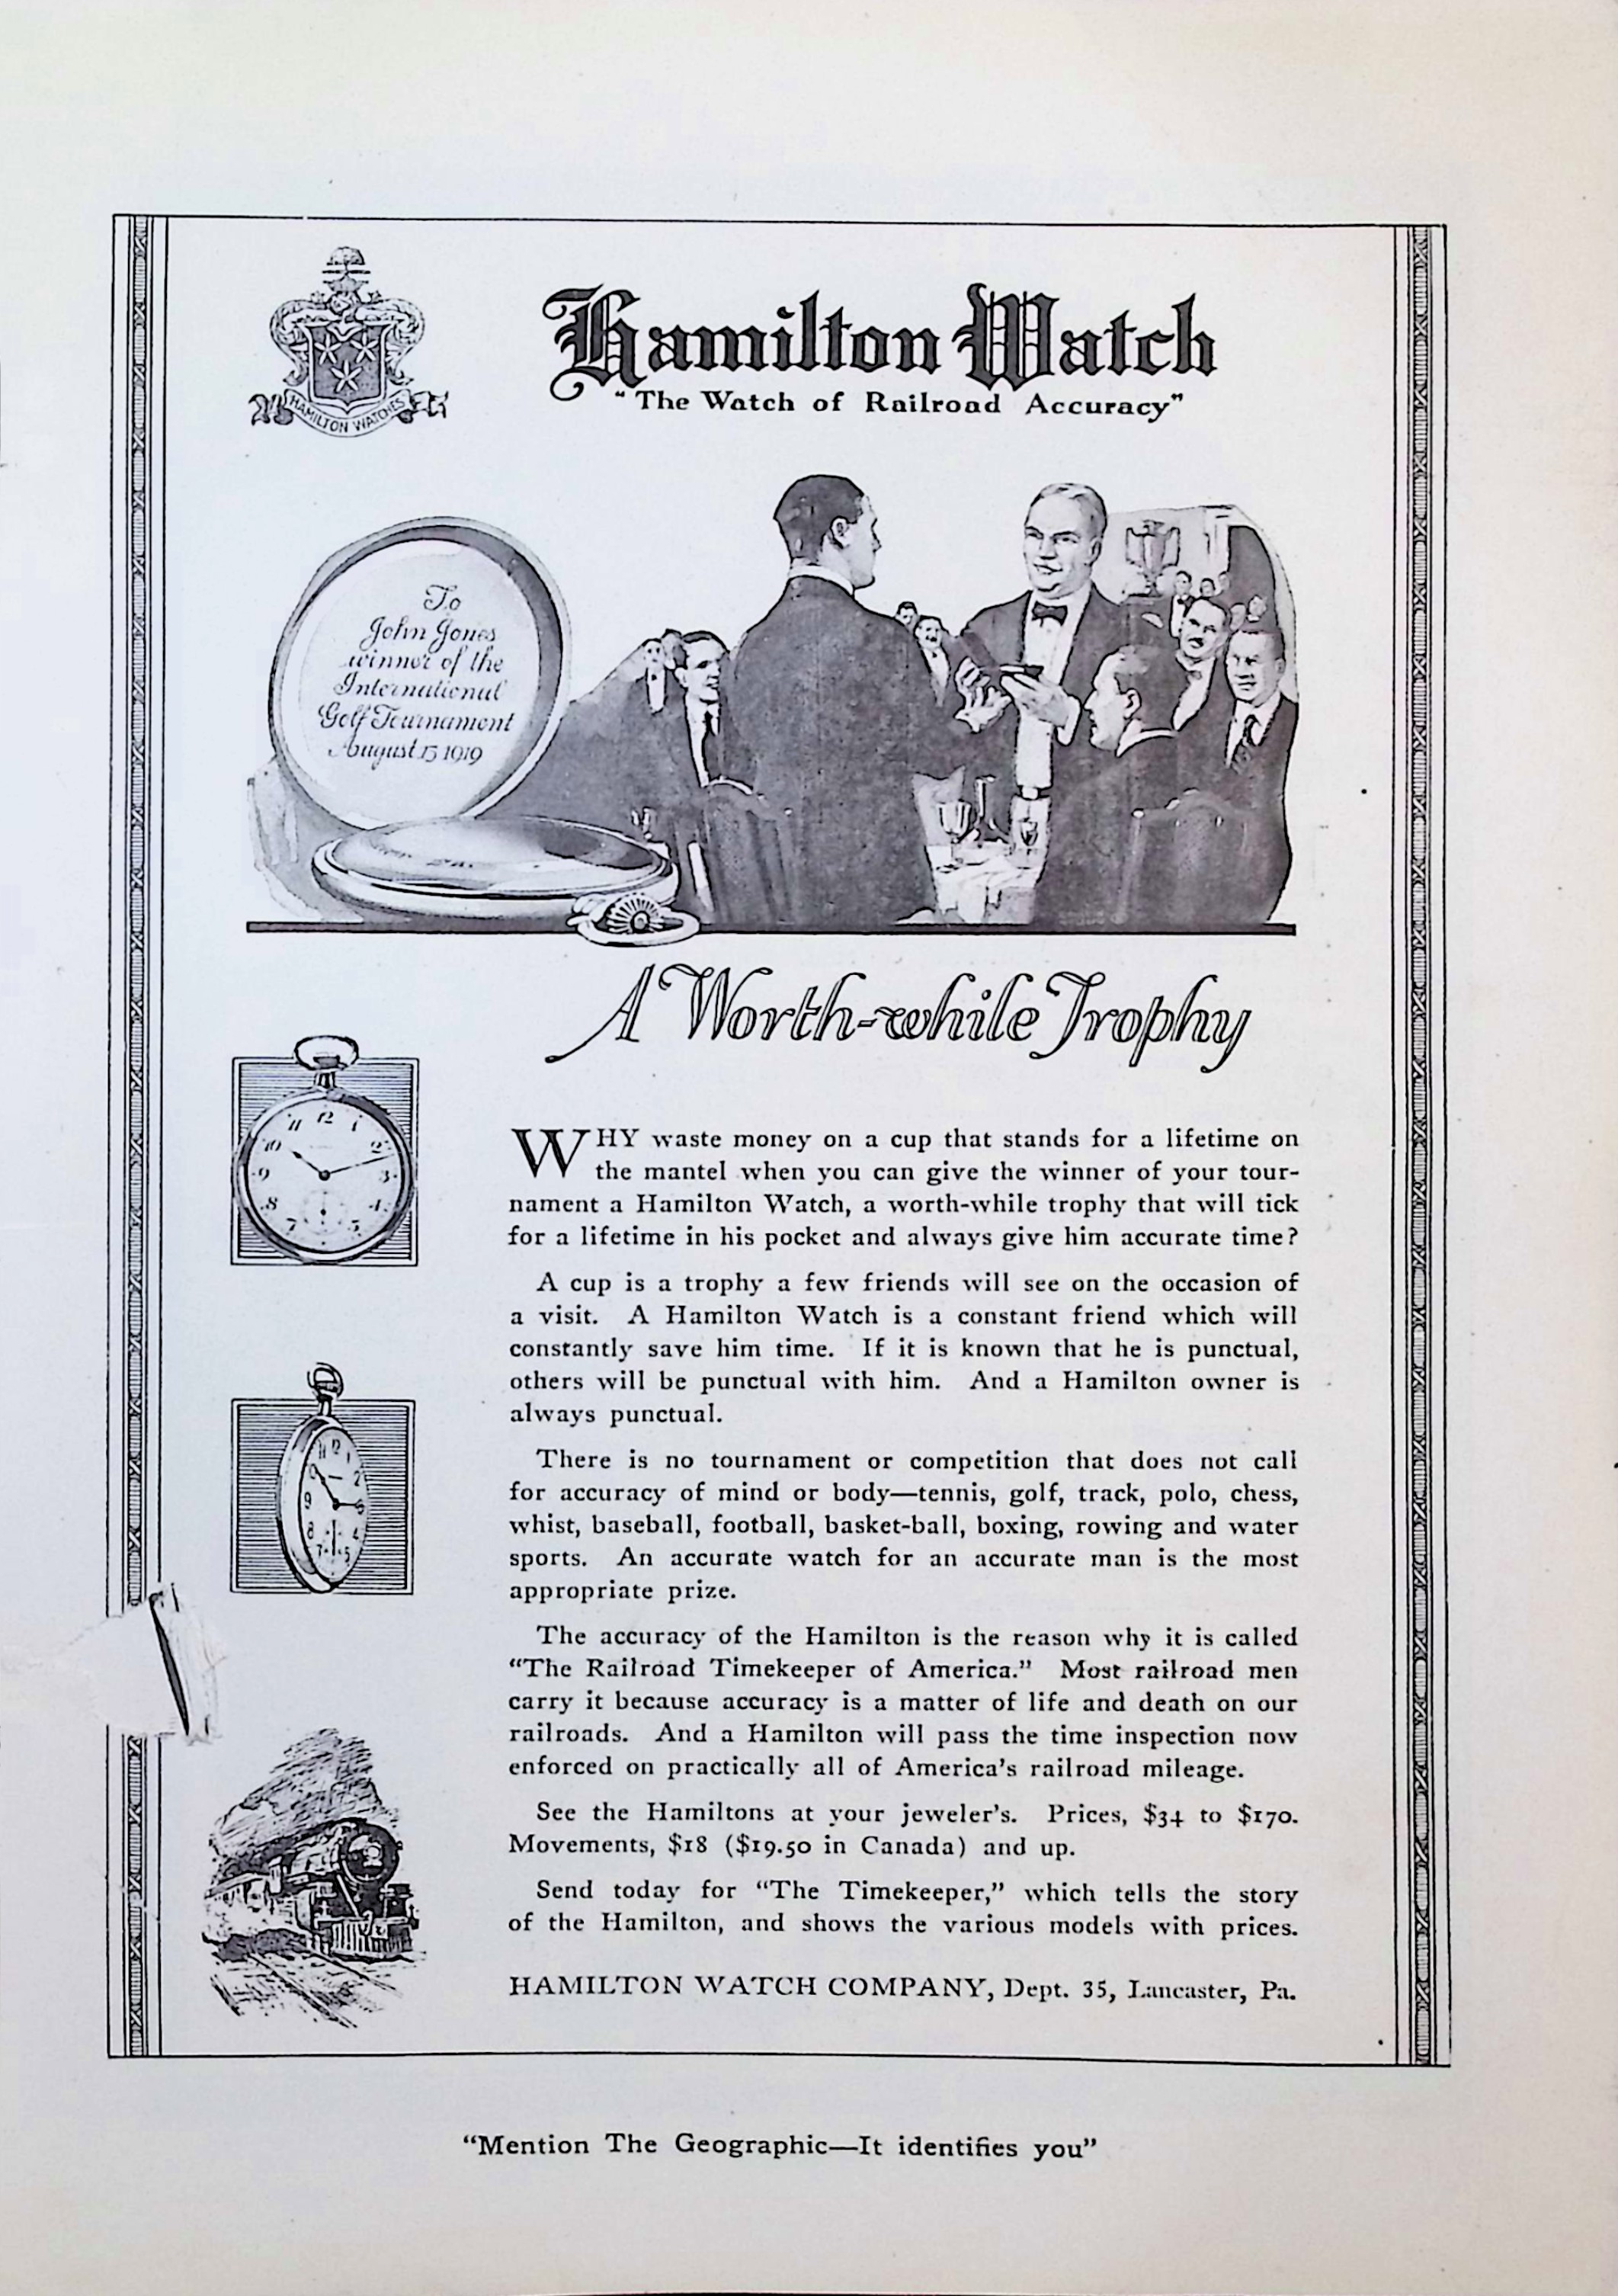 HAMILTON WATCHES
Hamilton Watch
"The Watch of Railroad Accuracy"
To
John Jones
winner of the
International
Golf Tournament
August 15 1919
A Worth-while Trophy
WHY waste money on a cup that stands for a lifetime on
the mantel when you can give the winner of your tour-
nament a Hamilton Watch, a worth-while trophy that will tick
for a lifetime in his pocket and always give him accurate time?
A cup is a trophy a few friends will see on the occasion of
a visit. A Hamilton Watch is a constant friend which will
constantly save him time. If it is known that he is punctual,
others will be punctual with him. And a Hamilton owner is
always punctual.
There is no tournament or competition that does not call
for accuracy of mind or body—tennis, golf, track, polo, chess,
whist, baseball, football, basket-ball, boxing, rowing and water
sports. An accurate watch for an accurate man is the most
appropriate prize.
The accuracy of the Hamilton is the reason why it is called
"The Railroad Timekeeper of America." Most railroad men
carry it because accuracy is a matter of life and death on our
railroads. And a Hamilton will pass the time inspection now
enforced on practically all of America's railroad mileage.
See the Hamiltons at your jeweler's. Prices, $34 to $170.
Movements, $18 ($19.50 in Canada) and up.
Send today for "The Timekeeper," which tells the story
of the Hamilton, and shows the various models with prices.
HAMILTON WATCH COMPANY, Dept. 35, Lancaster, Pa.
"Mention The Geographic—It identifies you"